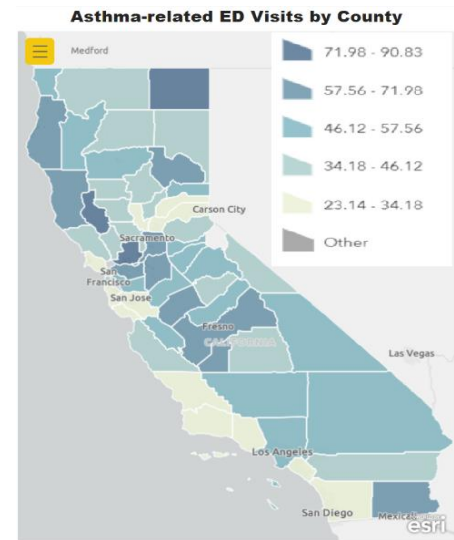 Asthma-related ED Visits by County
Medford
71.98 - 90.83
57.56 - 71.98
46.12 - 57.56
34.18 - 46.12
23.14 - 34.18
Other
Carson City
Sacramento
San
Francisco
San Jose
Fresno
CALIFORNIA
Las Vegas
Los Angeles
San Diego
Mexicali
esri